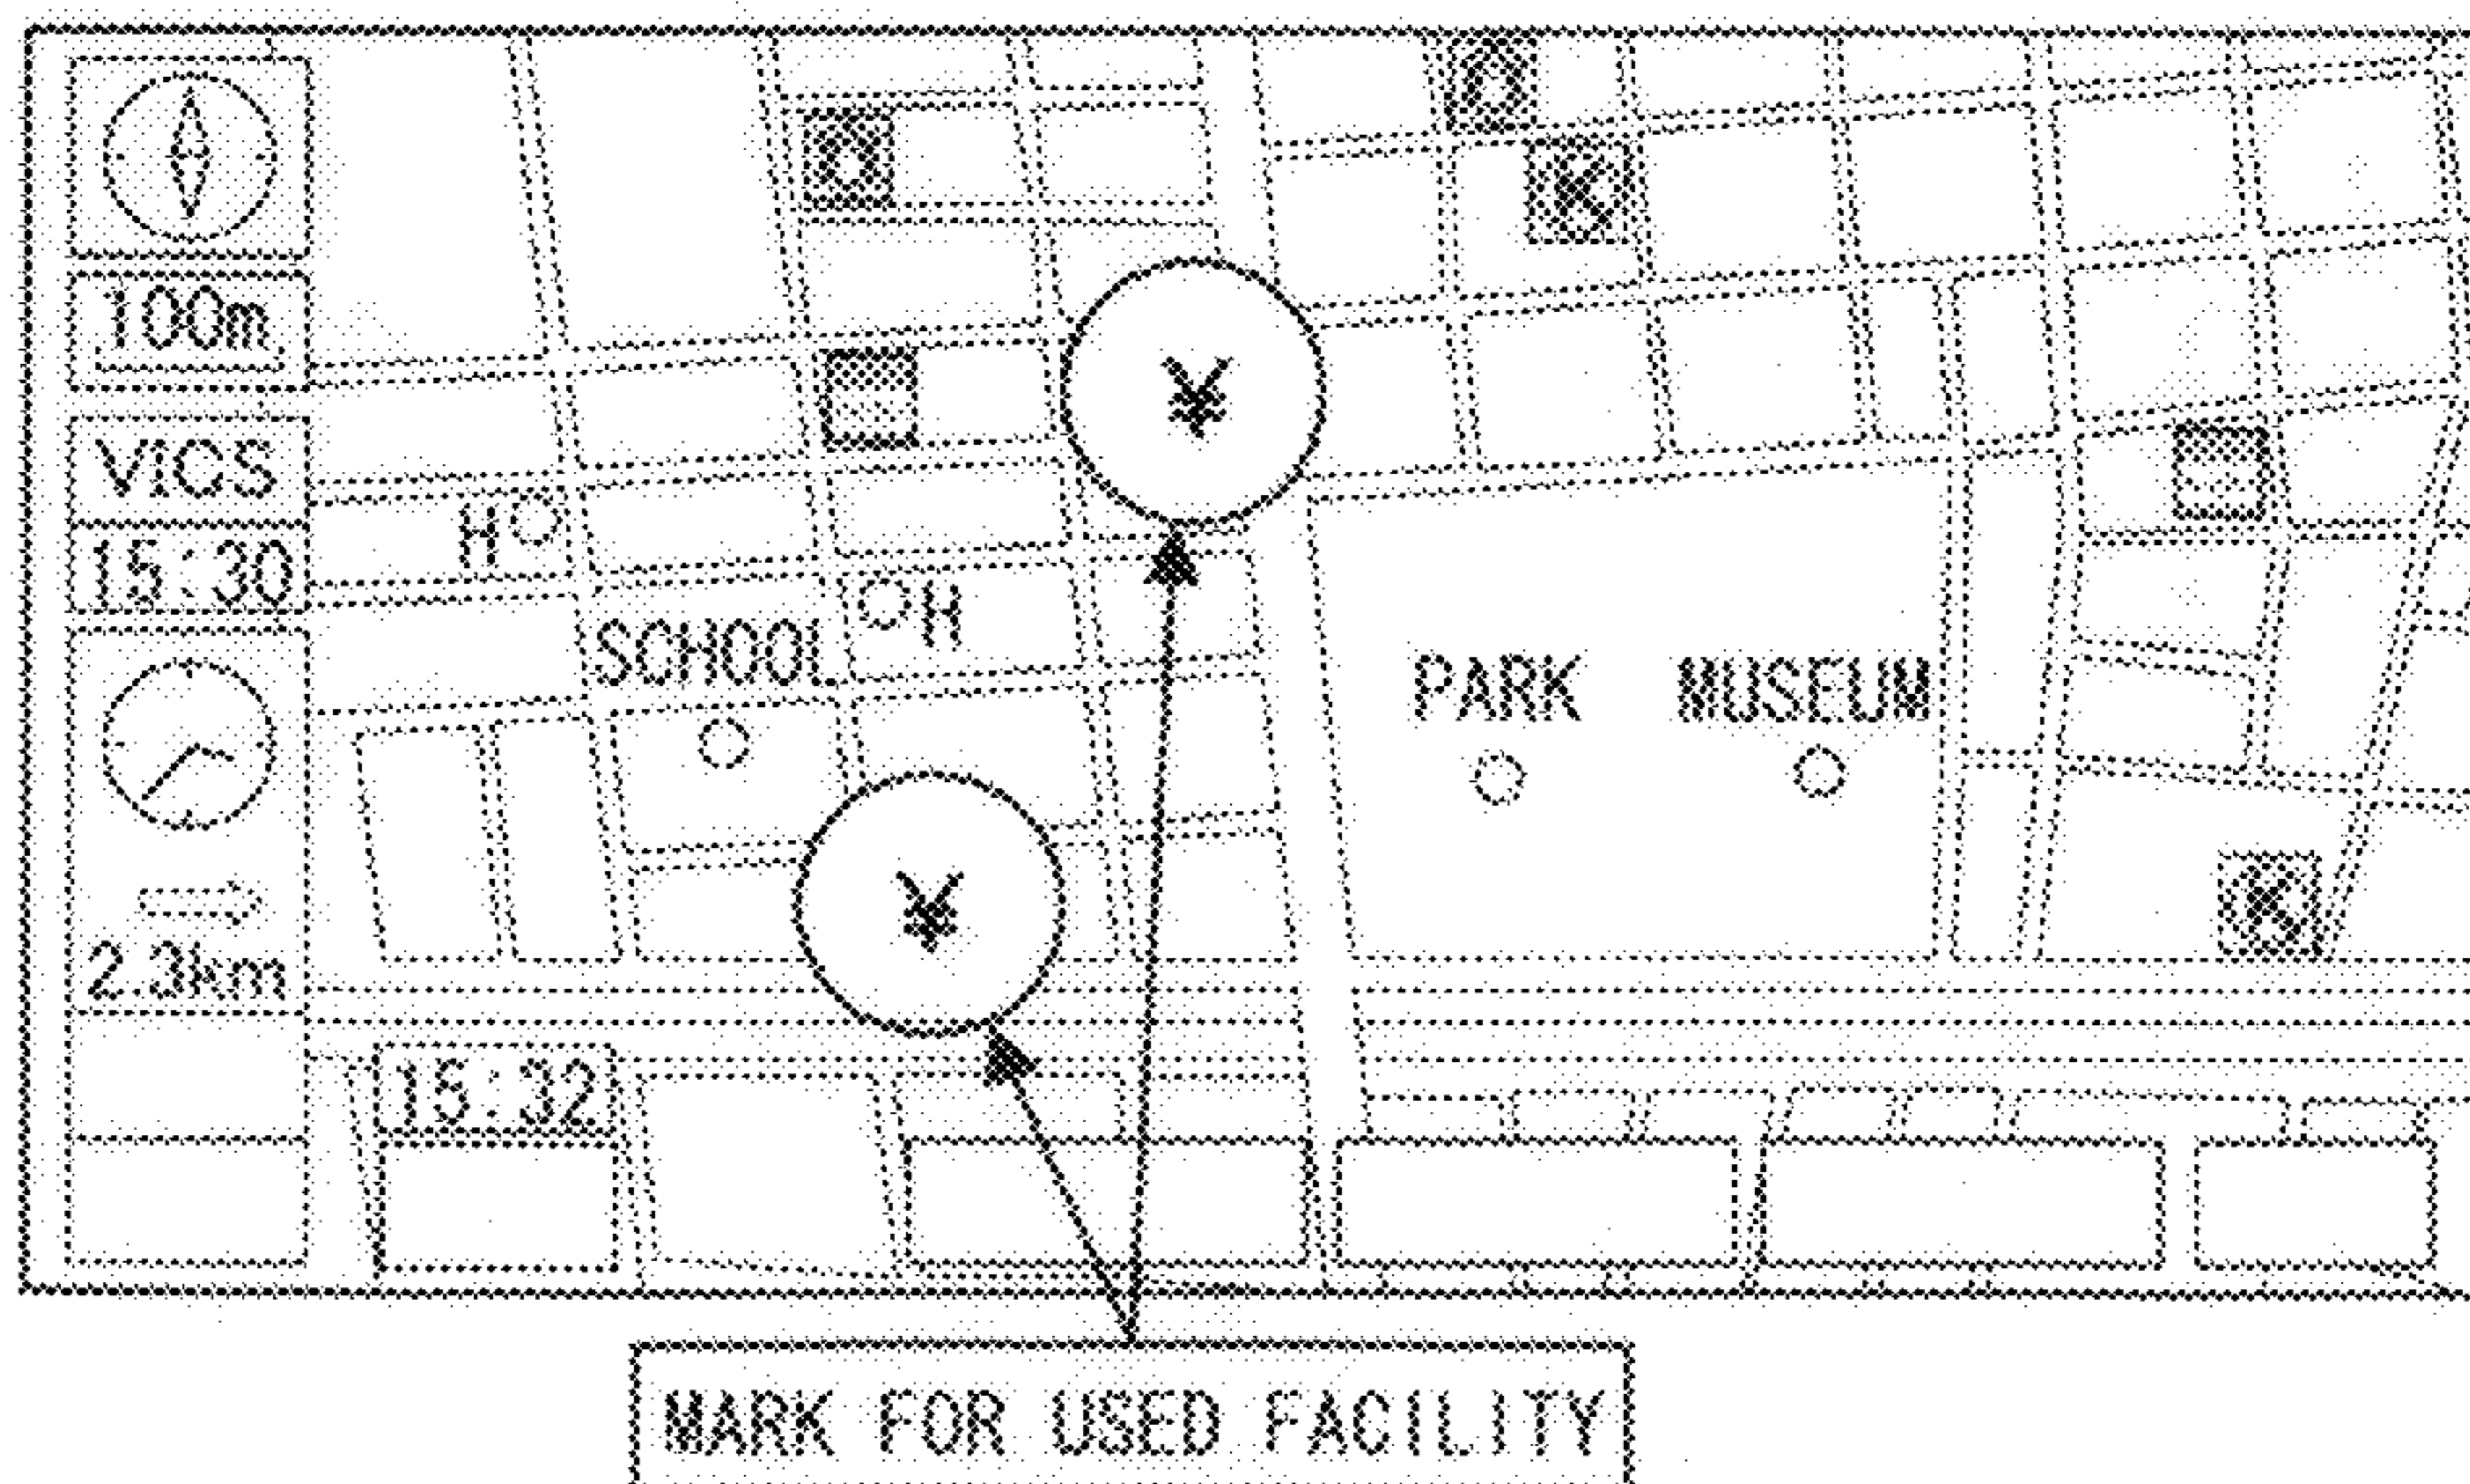 100m
VICS
15:30
H
H
SCHOOL
¥
¥
K
PARK MUSEUM
K
2.3km
15:32
MARK FOR USED FACILITY